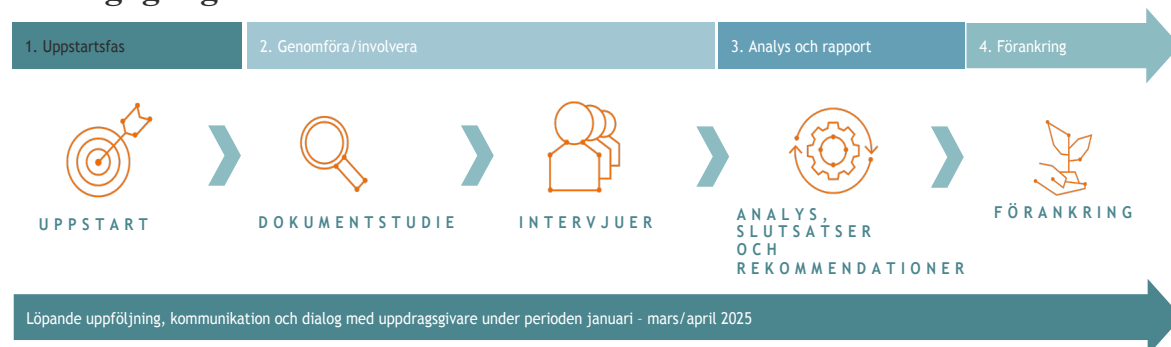 1. Uppstartsfas
2. Genomföra/involvera
3. Analys och rapport
4. Förankring
UPPSTART
DOKUMENTSTUDIE
INTERVJUER
ANALYS,
SLUTSATSER
OCH
REKOMMENDATIONER
FÖRANKRING
Löpande uppföljning, kommunikation och dialog med uppdragsgivare under perioden januari - mars/april 2025